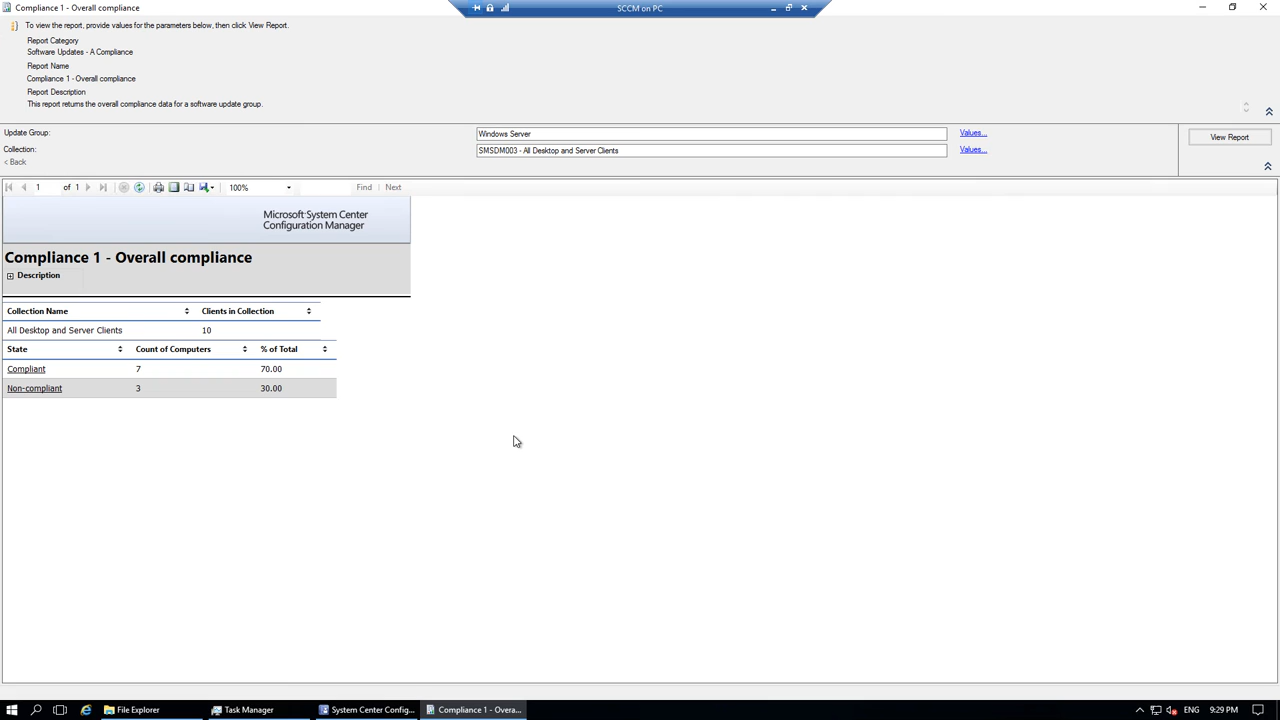 Compliance 1 - Overall compliance
SCCM on PC
To view the report, provide values for the parameters below, then click View Report.
Report Category
Software Updates - A Compliance
Report Name
Compliance 1 - Overall compliance
Report Description
This report returns the overall compliance data for a software update group.
Update Group: Windows Server Values... View Report
Collection: SMSDM003 - All Desktop and Server Clients Values...
< Back
1 of 1 100% Find | Next
Microsoft System Center
Configuration Manager
Compliance 1 - Overall compliance
Description
Collection Name Clients in Collection
All Desktop and Server Clients 10
State Count of Computers % of Total
Compliant 7 70.00
Non-compliant 3 30.00
File Explorer Task Manager System Center Config... Compliance 1 - Overa... ENG 9:29 PM